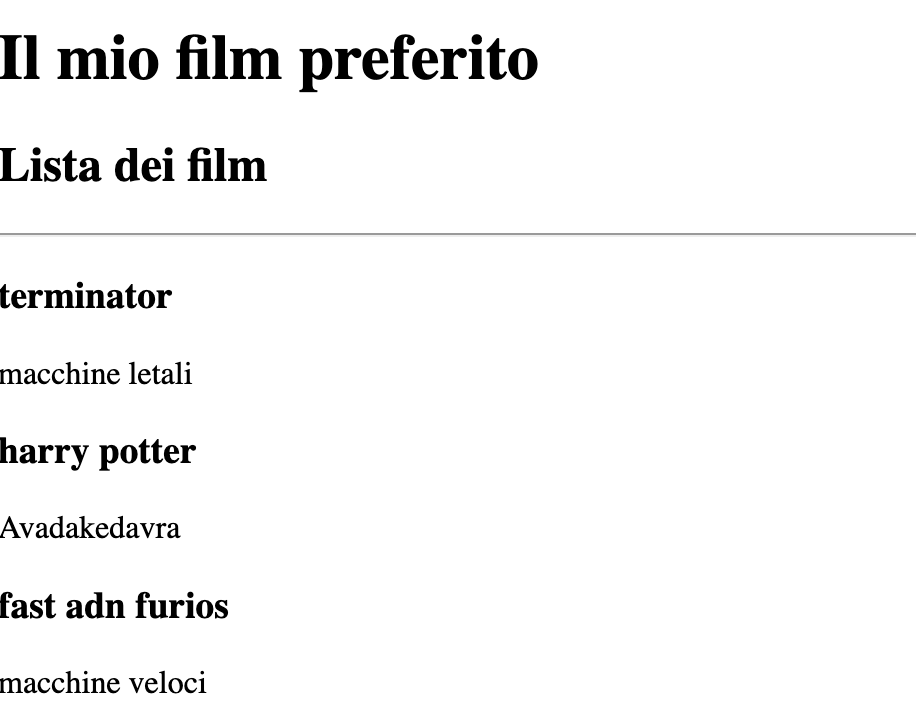 Il mio film preferito
Lista dei film
terminator
macchine letali
harry potter
Avadakedavra
fast adn furios
macchine veloci